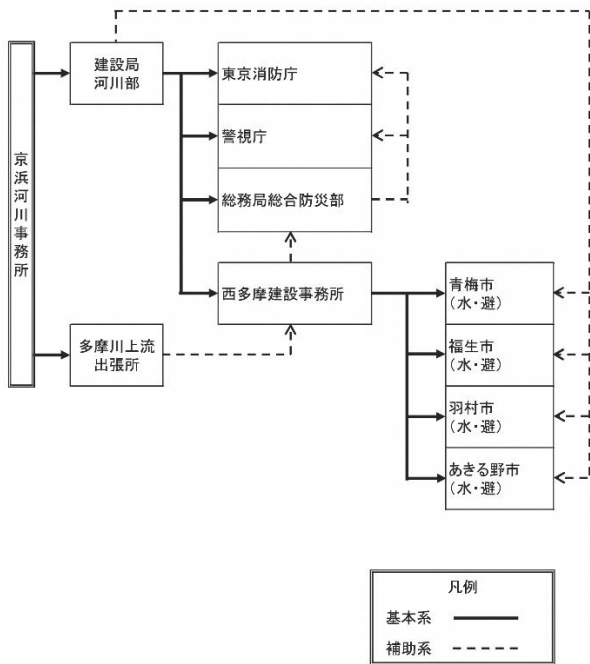 京浜河川事務所
建設局
河川部
東京消防庁
警視庁
総務局総合防災部
西多摩建設事務所
多摩川上流
出張所
青梅市
(水・避)
福生市
(水・避)
羽村市
(水・避)
あきる野市
(水・避)
凡例
基本系
補助系